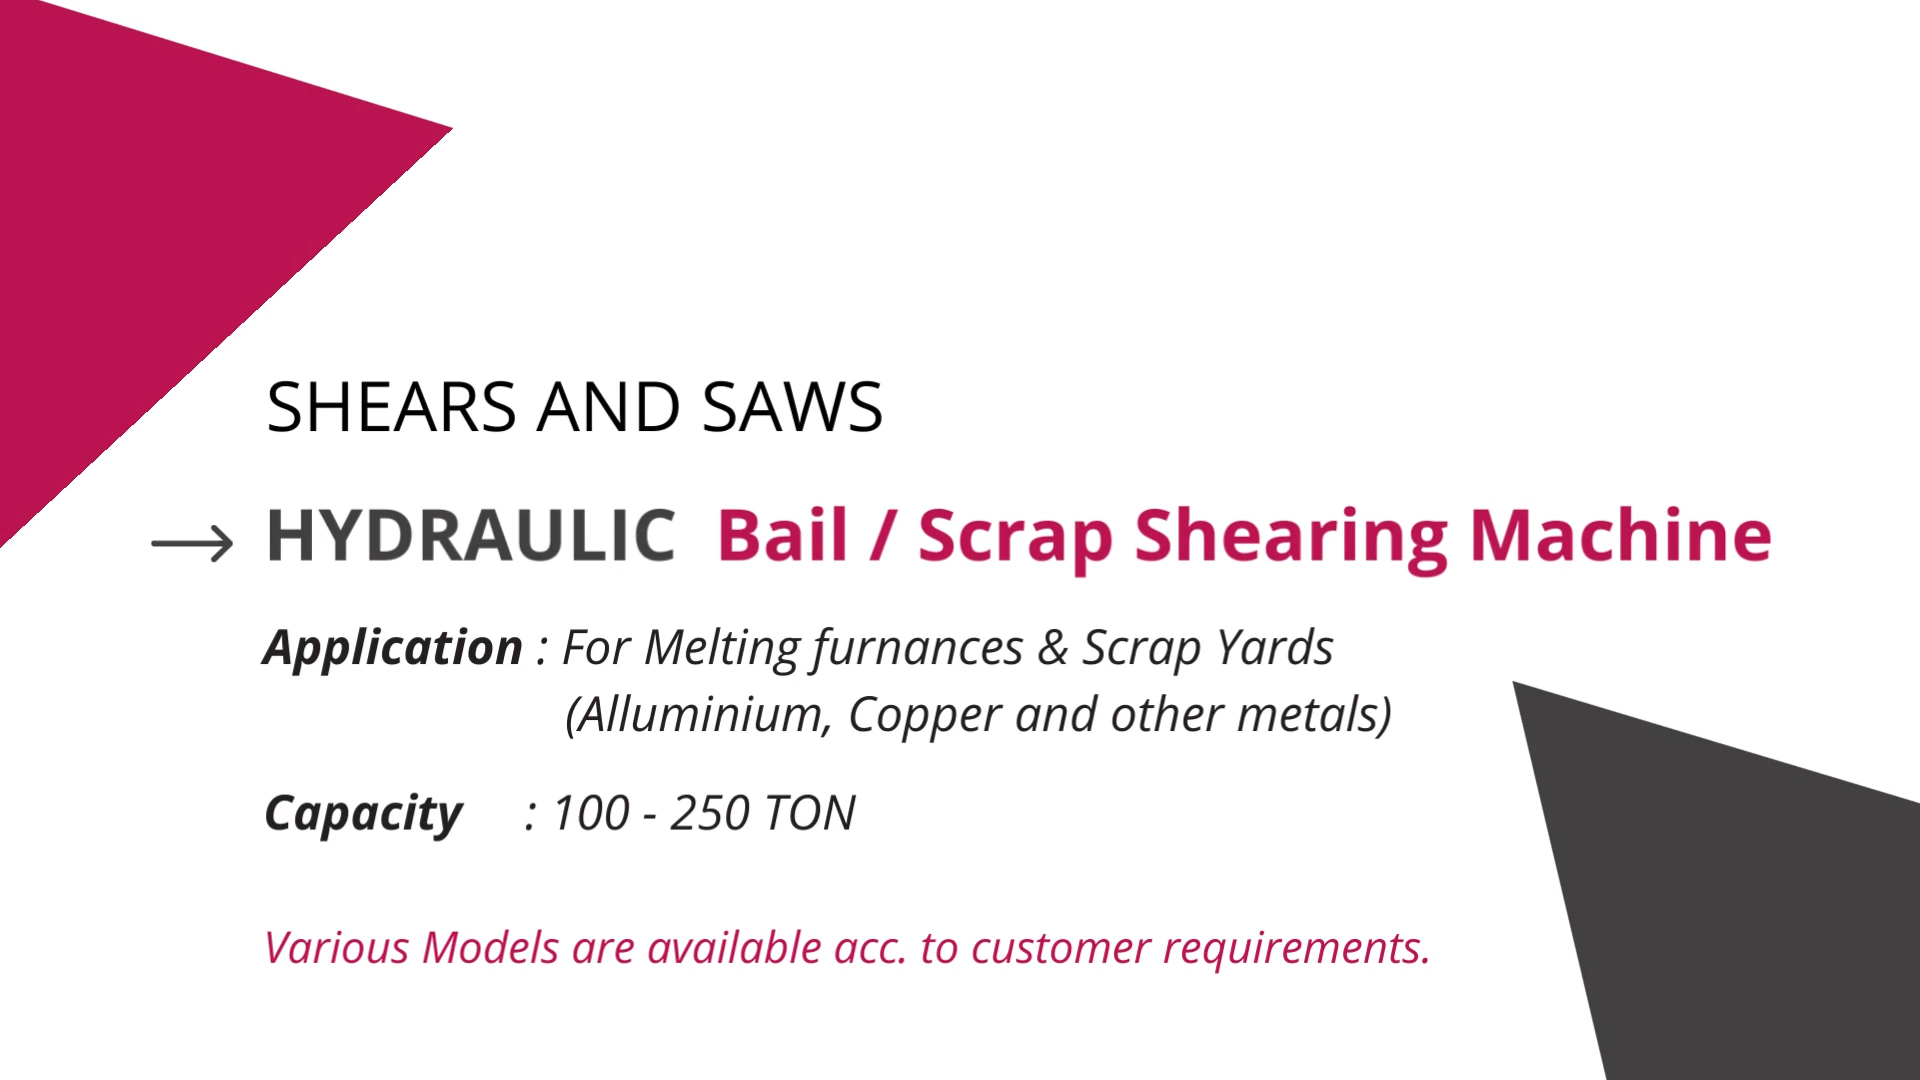 SHEARS AND SAWS
→ HYDRAULIC Bail / Scrap Shearing Machine
Application : For Melting furnances & Scrap Yards
(Alluminium, Copper and other metals)
Capacity : 100 - 250 TON
Various Models are available acc. to customer requirements.